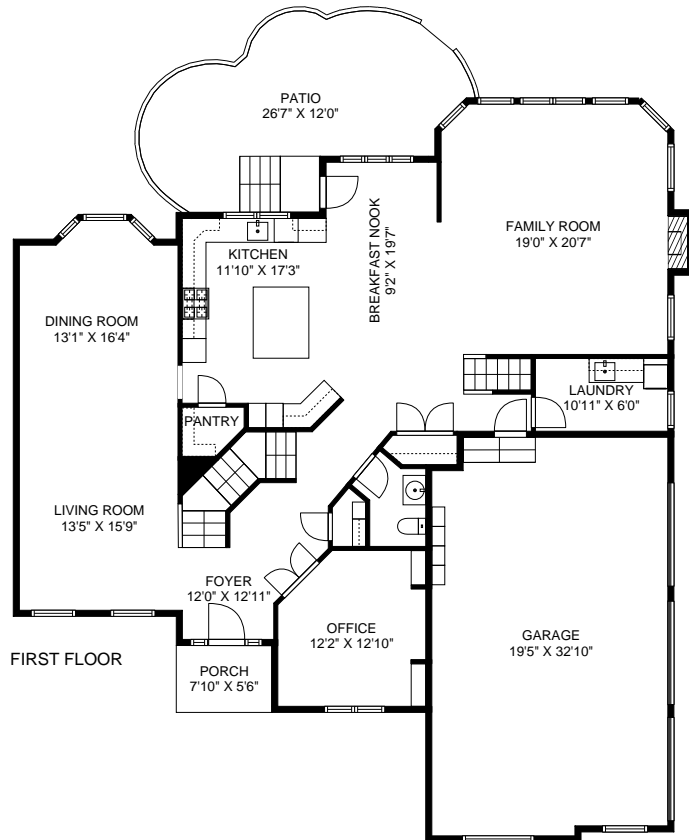 PATIO
26'7" X 12'0"
FAMILY ROOM
19'0" X 20'7"
BREAKFAST NOOK
9'2" X 19'7"
KITCHEN
11'10" X 17'3"
DINING ROOM
13'1" X 16'4"
LAUNDRY
10'11" X 6'0"
PANTRY
LIVING ROOM
13'5" X 15'9"
FOYER
12'0" X 12'11"
OFFICE
12'2" X 12'10"
GARAGE
19'5" X 32'10"
FIRST FLOOR
PORCH
7'10" X 5'6"